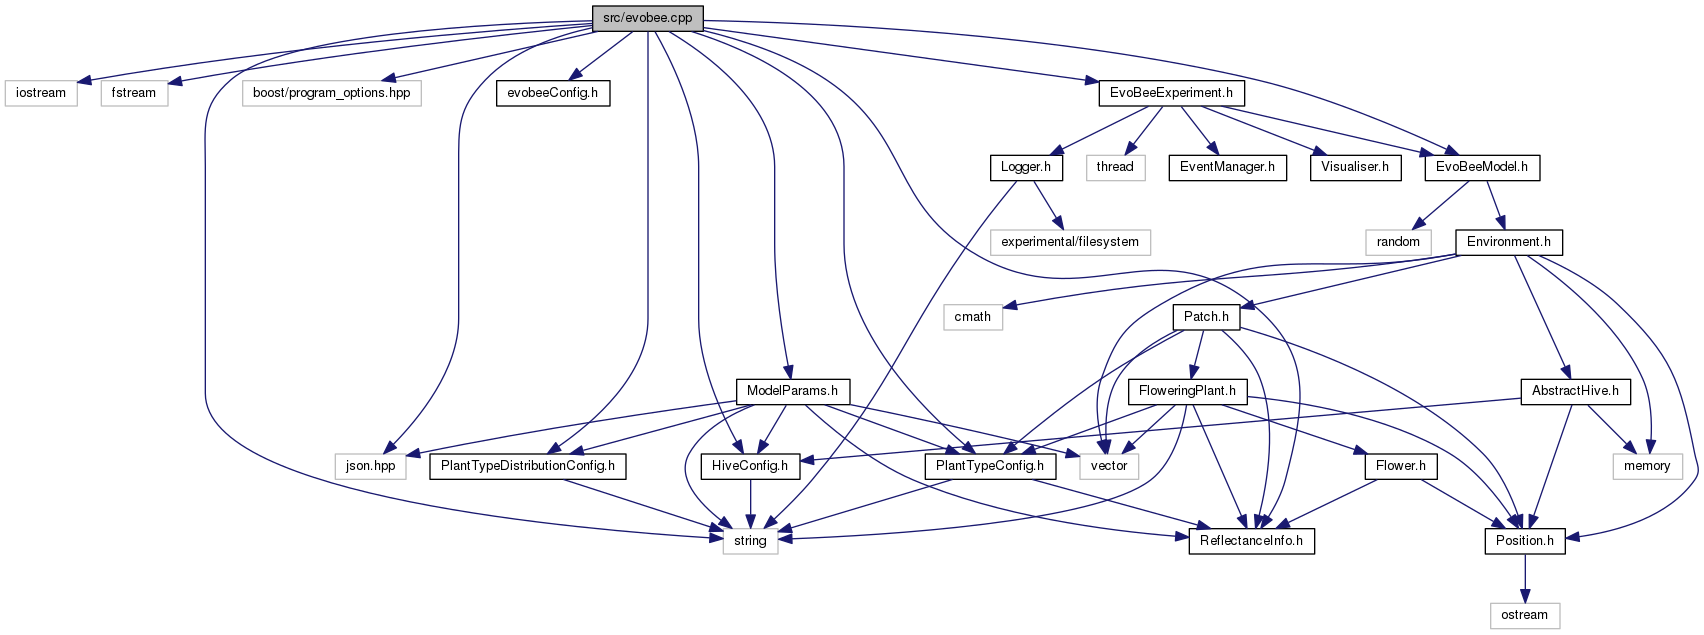 src/evobee.cpp
iostream
fstream
boost/program_options.hpp
evobeeConfig.h
EvoBeeExperiment.h
Logger.h
thread
EventManager.h
Visualiser.h
EvoBeeModel.h
experimental/filesystem
random
Environment.h
cmath
Patch.h
ModelParams.h
FloweringPlant.h
AbstractHive.h
json.hpp
PlantTypeDistributionConfig.h
HiveConfig.h
PlantTypeConfig.h
vector
Flower.h
memory
string
ReflectanceInfo.h
Position.h
ostream